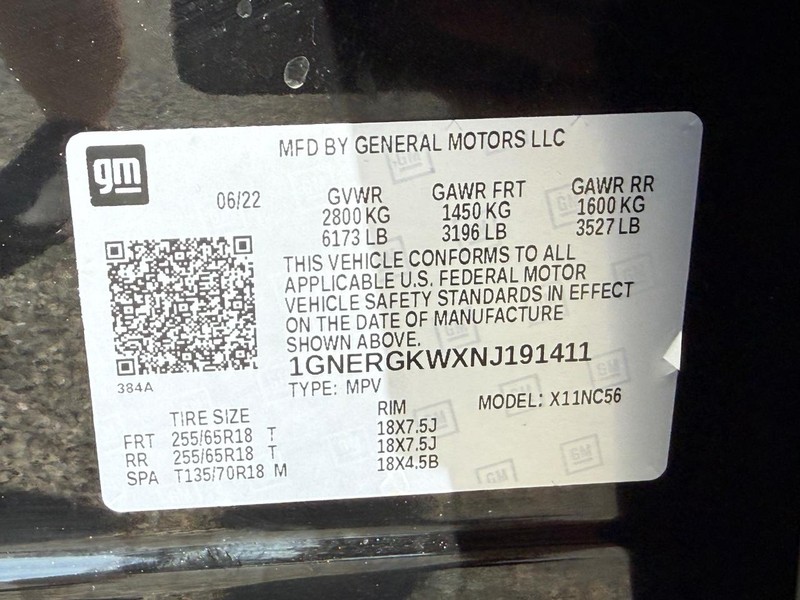 gm
MFD BY GENERAL MOTORS LLC
06/22 GVWR GAWR FRT GAWR RR
2800 KG 1450 KG 1600 KG
6173 LB 3196 LB 3527 LB
THIS VEHICLE CONFORMS TO ALL
APPLICABLE U.S. FEDERAL MOTOR
VEHICLE SAFETY STANDARDS IN EFFECT
ON THE DATE OF MANUFACTURE
SHOWN ABOVE.
1GNERGKWXNJ191411
384A
TYPE: MPV MODEL: X11NC56
TIRE SIZE RIM
FRT 255/65R18 T 18X7.5J
RR 255/65R18 T 18X7.5J
SPA T135/70R18 M 18X4.5B